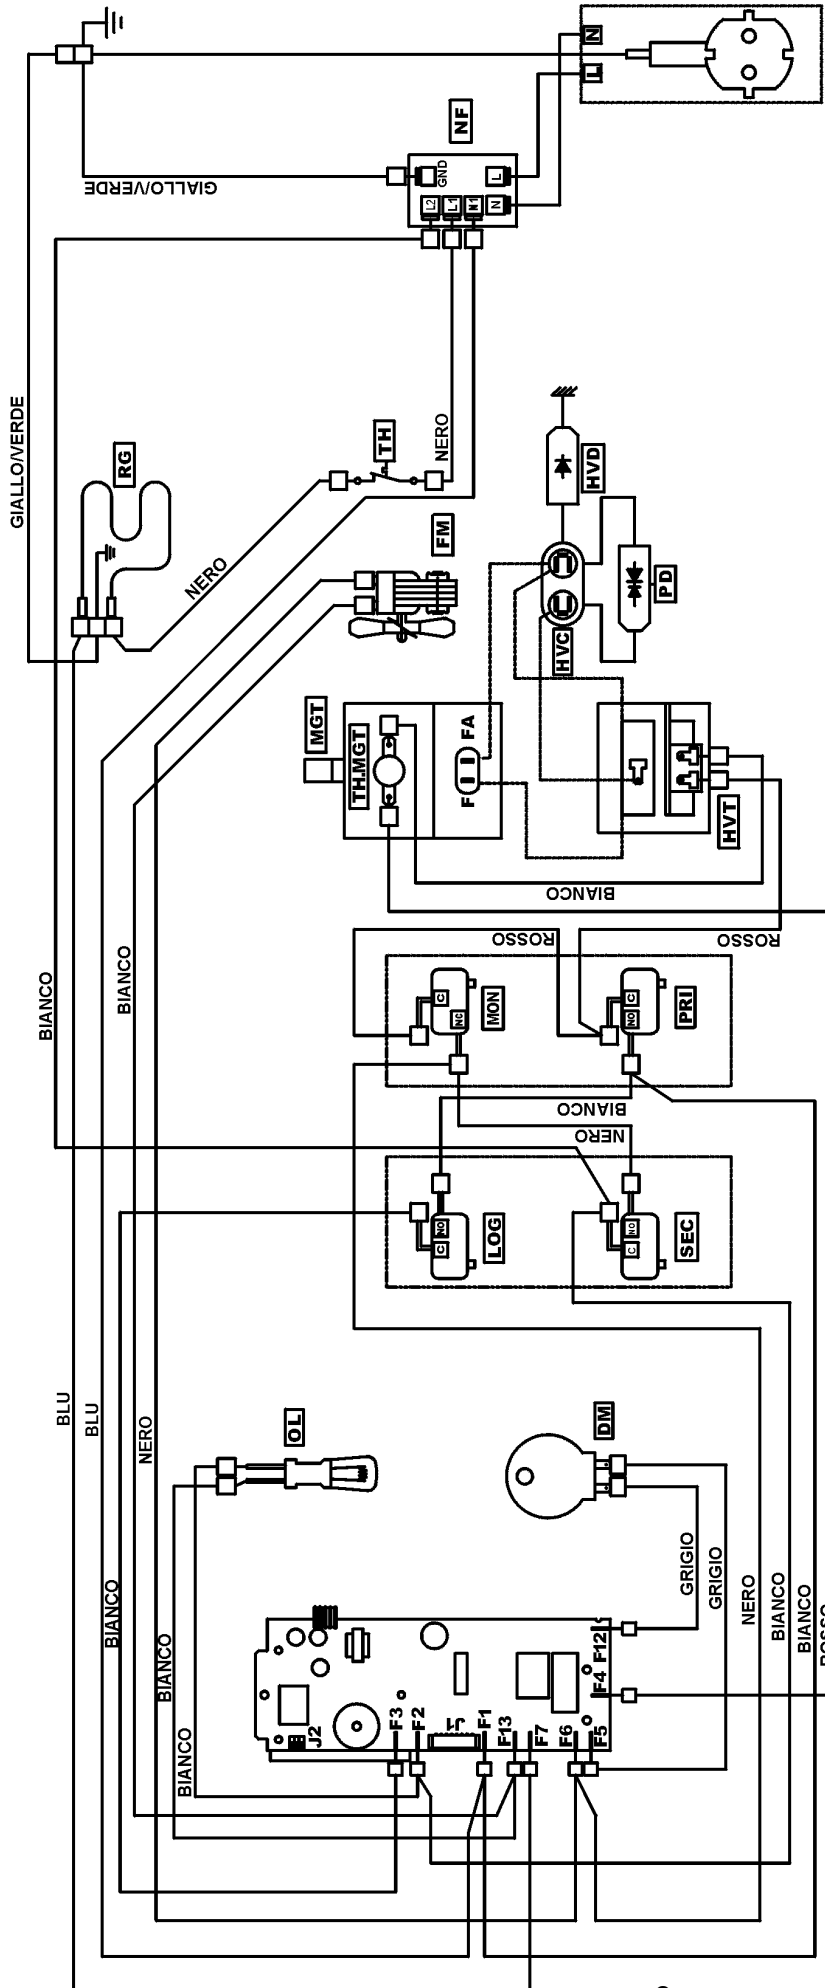 N
L
NF
GND
L
L2
L1
N1
N
GIALLO/VERDE
GIALLO/VERDE
RG
TH
NERO
HVD
FM
NERO
PD
HVC
MGT
TH.MGT
FA
F
HVT
BIANCO
ROSSO
ROSSO
BIANCO
BIANCO
C
NC
MON
C
NO
PRI
BIANCO
NERO
NO
C
LOG
NO
C
SEC
BLU
BLU
NERO
OL
DM
GRIGIO
GRIGIO
NERO
BIANCO
BIANCO
BIANCO
BIANCO
BIANCO
J2
F3
F2
F1
F13
F7
F6
F5
F4
F12